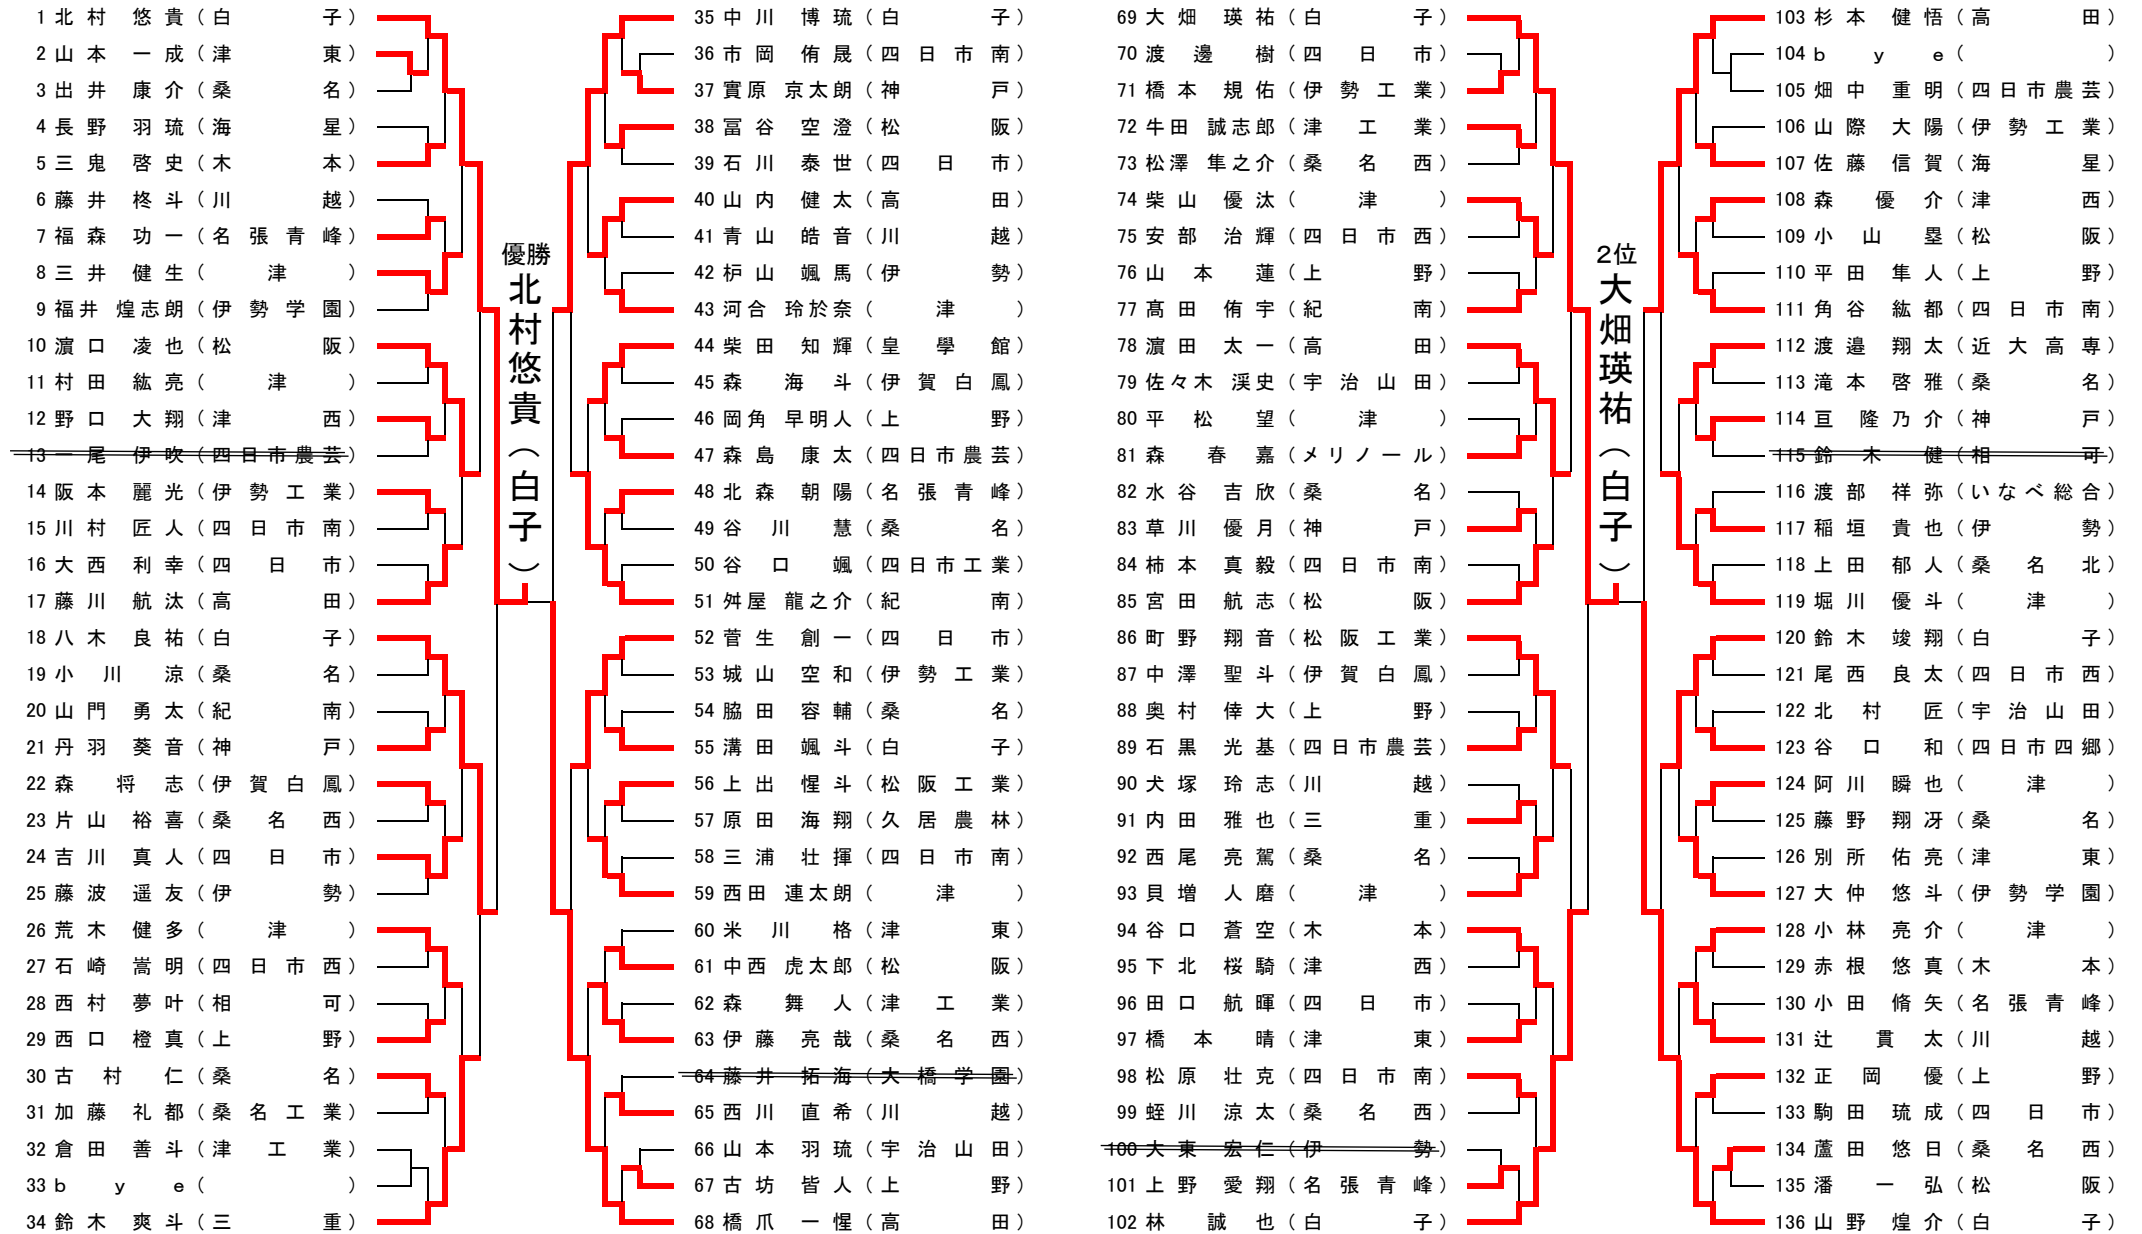 1 北村 悠貴 (白子)
2 山本 一成 (津東)
3 出井 康介 (桑名)
4 長野 羽琉 (海星)
5 三鬼 啓史 (木本)
6 藤井 柊斗 (川越)
7 福森 功一 (名張青峰)
8 三井 健生 (津)
9 福井 煌志朗 (伊勢学園)
10 濵口 凌也 (松阪)
11 村田 紘亮 (津)
12 野口 大翔 (津西)
13 一尾 伊吹 (四日市農芸)
14 阪本 麗光 (伊勢工業)
15 川村 匠人 (四日市南)
16 大西 利幸 (四日市)
17 藤川 航汰 (高田)
18 八木 良祐 (白子)
19 小川 涼 (桑名)
20 山門 勇太 (紀南)
21 丹羽 葵音 (神戸)
22 森 将志 (伊賀白鳳)
23 片山 裕喜 (桑名西)
24 吉川 真人 (四日市)
25 藤波 遥友 (伊勢)
26 荒木 健多 (津)
27 石崎 嵩明 (四日市西)
28 西村 夢叶 (相可)
29 西口 橙真 (上野)
30 古村 仁 (桑名)
31 加藤 礼都 (桑名工業)
32 倉田 善斗 (津工業)
33 bye ( )
34 鈴木 爽斗 (三重)
優勝
北村悠貴(白子)
35 中川 博琉 (白子)
36 市岡 侑晟 (四日市南)
37 實原 京太朗 (神戸)
38 冨谷 空澄 (松阪)
39 石川 泰世 (四日市)
40 山内 健太 (高田)
41 青山 皓音 (川越)
42 枦山 颯馬 (伊勢)
43 河合 玲於奈 (津)
44 柴田 知輝 (皇學館)
45 森 海斗 (伊賀白鳳)
46 岡角 早明人 (上野)
47 森島 康太 (四日市農芸)
48 北森 朝陽 (名張青峰)
49 谷川 慧 (桑名)
50 谷口 颯 (四日市工業)
51 舛屋 龍之介 (紀南)
52 菅生 創一 (四日市)
53 城山 空和 (伊勢工業)
54 脇田 容輔 (桑名)
55 溝田 颯斗 (白子)
56 上出 惺斗 (松阪工業)
57 原田 海翔 (久居農林)
58 三浦 壮揮 (四日市南)
59 西田 連太朗 (津)
60 米川 格 (津東)
61 中西 虎太郎 (松阪)
62 森 舞人 (津工業)
63 伊藤 亮哉 (桑名西)
64 藤井 拓海 (大橋学園)
65 西川 直希 (川越)
66 山本 羽琉 (宇治山田)
67 古坊 皆人 (上野)
68 橋爪 一惺 (高田)
69 大畑 瑛祐 (白子)
70 渡邊 樹 (四日市)
71 橋本 規佑 (伊勢工業)
72 牛田 誠志郎 (津工業)
73 松澤 隼之介 (桑名西)
74 柴山 優汰 (津)
75 安部 治輝 (四日市西)
76 山本 蓮 (上野)
77 髙田 侑宇 (紀南)
78 濵田 太一 (高田)
79 佐々木 渓史 (宇治山田)
80 平松 望 (津)
81 森 春嘉 (メリノール)
82 水谷 吉欣 (桑名)
83 草川 優月 (神戸)
84 柿本 真毅 (四日市南)
85 宮田 航志 (松阪)
86 町野 翔音 (松阪工業)
87 中澤 聖斗 (伊賀白鳳)
88 奥村 倖大 (上野)
89 石黒 光基 (四日市農芸)
90 犬塚 玲志 (川越)
91 内田 雅也 (三重)
92 西尾 亮駕 (桑名)
93 貝増 人磨 (津)
94 谷口 蒼空 (木本)
95 下北 桜騎 (津西)
96 田口 航暉 (四日市)
97 橋本 晴 (津東)
98 松原 壮克 (四日市南)
99 蛭川 涼太 (桑名西)
100 大東 宏仁 (伊勢)
101 上野 愛翔 (名張青峰)
102 林 誠也 (白子)
2位
大畑瑛祐(白子)
103 杉本 健悟 (高田)
104 bye ( )
105 畑中 重明 (四日市農芸)
106 山際 大陽 (伊勢工業)
107 佐藤 信賀 (海星)
108 森 優介 (津西)
109 小山 塁 (松阪)
110 平田 隼人 (上野)
111 角谷 紘都 (四日市南)
112 渡邉 翔太 (近大高専)
113 滝本 啓雅 (桑名)
114 亘 隆乃介 (神戸)
115 鈴木 健 (相可)
116 渡部 祥弥 (いなべ総合)
117 稲垣 貴也 (伊勢)
118 上田 郁人 (桑名北)
119 堀川 優斗 (津)
120 鈴木 竣翔 (白子)
121 尾西 良太 (四日市西)
122 北村 匠 (宇治山田)
123 谷口 和 (四日市四郷)
124 阿川 瞬也 (津)
125 藤野 翔冴 (桑名)
126 別所 佑亮 (津東)
127 大仲 悠斗 (伊勢学園)
128 小林 亮介 (津)
129 赤根 悠真 (木本)
130 小田 脩矢 (名張青峰)
131 辻 貫太 (川越)
132 正岡 優 (上野)
133 駒田 琉成 (四日市)
134 蘆田 悠日 (桑名西)
135 潘 一弘 (松阪)
136 山野 煌介 (白子)